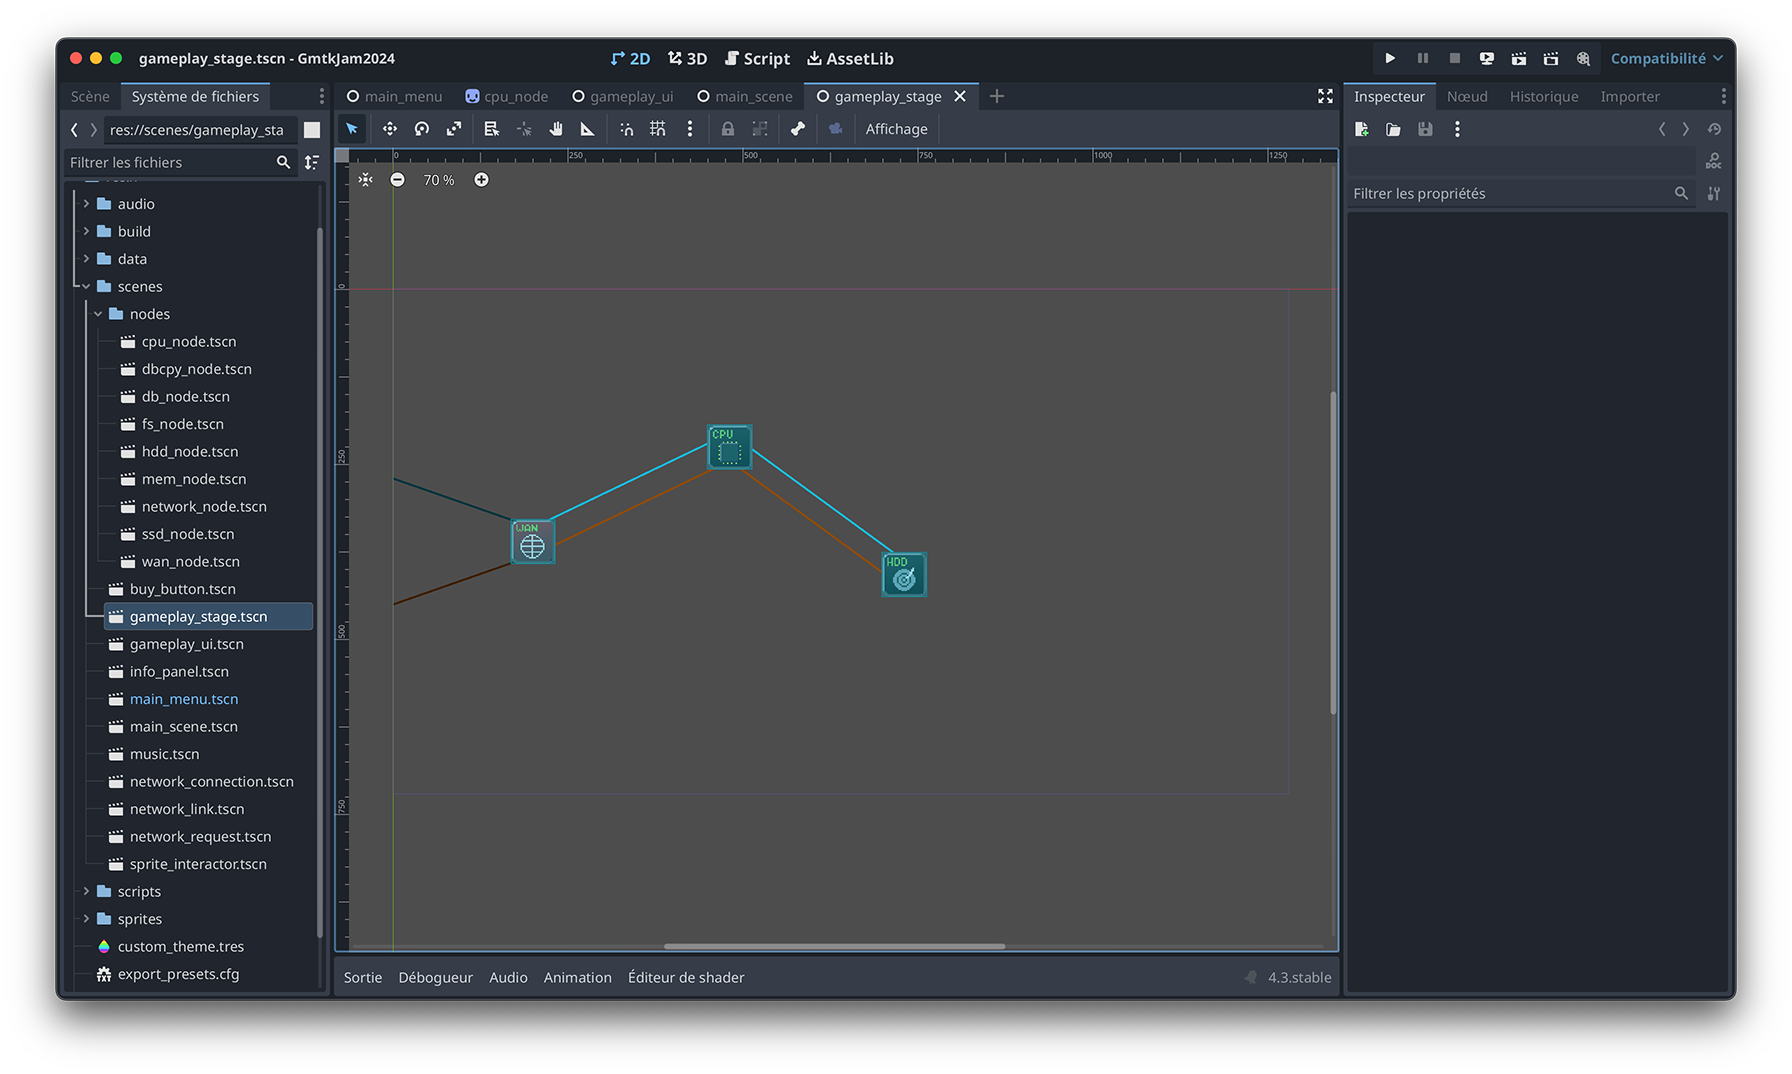 gameplay_stage.tscn - GmtkJam2024
2D 3D Script AssetLib
Compatibilité
Scène Système de fichiers
main_menu cpu_node gameplay_ui main_scene gameplay_stage
Inspecteur Nœud Historique Importer
res://scenes/gameplay_sta
Affichage
Filtrer les fichiers
0 250 500 750 1000 1250
70 %
DOC
Filtrer les propriétés
audio
build
data
scenes
nodes
cpu_node.tscn
dbcpy_node.tscn
db_node.tscn
fs_node.tscn
hdd_node.tscn
mem_node.tscn
network_node.tscn
ssd_node.tscn
wan_node.tscn
buy_button.tscn
gameplay_stage.tscn
gameplay_ui.tscn
info_panel.tscn
main_menu.tscn
main_scene.tscn
music.tscn
network_connection.tscn
network_link.tscn
network_request.tscn
sprite_interactor.tscn
scripts
sprites
custom_theme.tres
export_presets.cfg
0
250
500
750
CPU
WAN
HDD
Sortie Débogueur Audio Animation Éditeur de shader
4.3.stable